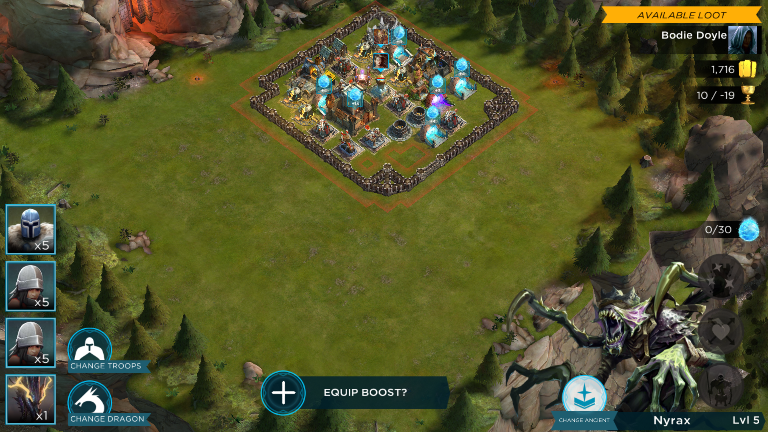 AVAILABLE LOOT
Bodie Doyle
1,716
10 / -19
0/30
x5
x5
x5
x1
CHANGE TROOPS
CHANGE DRAGON
EQUIP BOOST?
CHANGE ANCIENT
Nyrax
Lvl 5